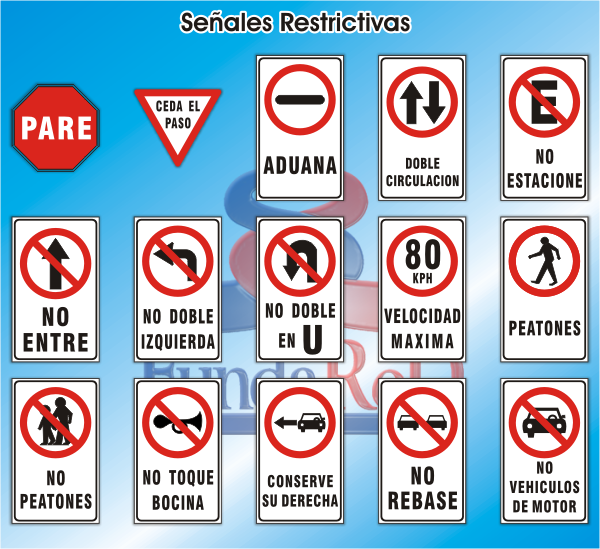 Señales Restrictivas
PARE
CEDA EL
PASO
ADUANA
DOBLE
CIRCULACION
E
NO
ESTACIONE
NO
ENTRE
NO DOBLE
IZQUIERDA
NO DOBLE
EN U
80
KPH
VELOCIDAD
MAXIMA
PEATONES
NO
PEATONES
NO TOQUE
BOCINA
CONSERVE
SU DERECHA
NO
REBASE
NO
VEHICULOS
DE MOTOR
FundaReD